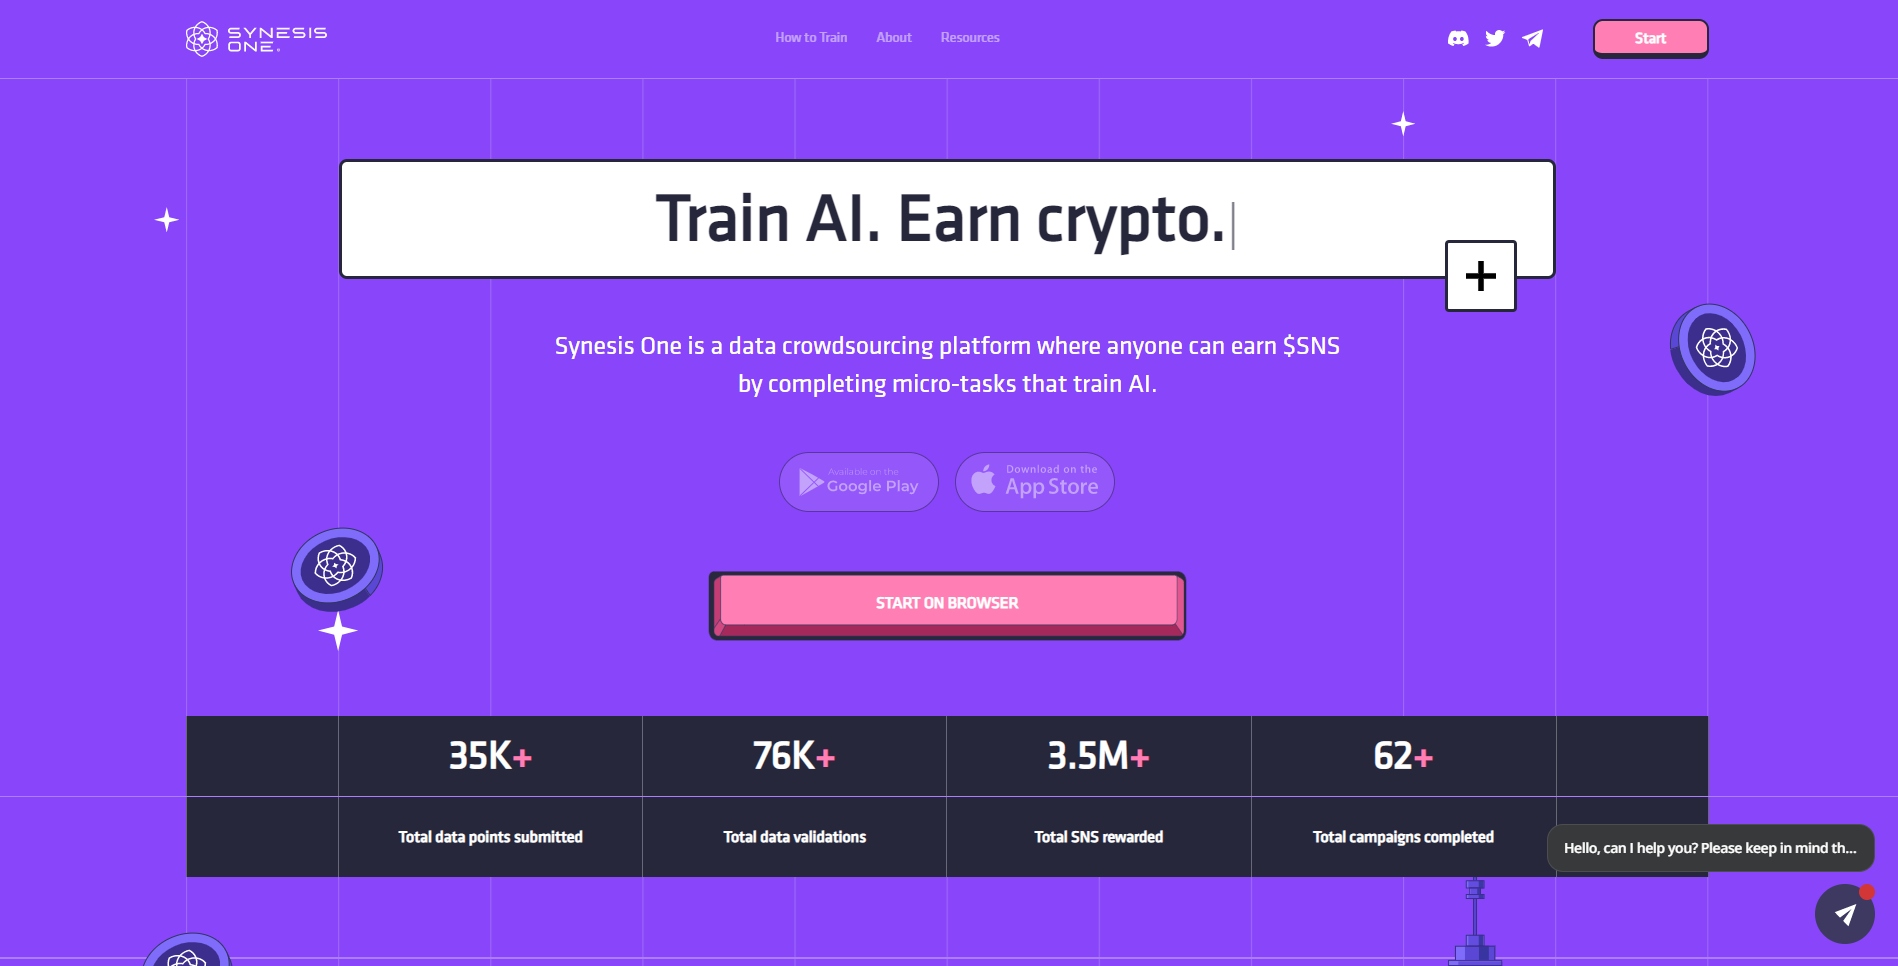 SYNESIS
ONE.
How to Train
About
Resources
Start
Train AI. Earn crypto.
Synesis One is a data crowdsourcing platform where anyone can earn $SNS
by completing micro-tasks that train AI.
Available on the
Google Play
Download on the
App Store
START ON BROWSER
35K+
76K+
3.5M+
62+
Total data points submitted
Total data validations
Total SNS rewarded
Total campaigns completed
Hello, can I help you? Please keep in mind th...